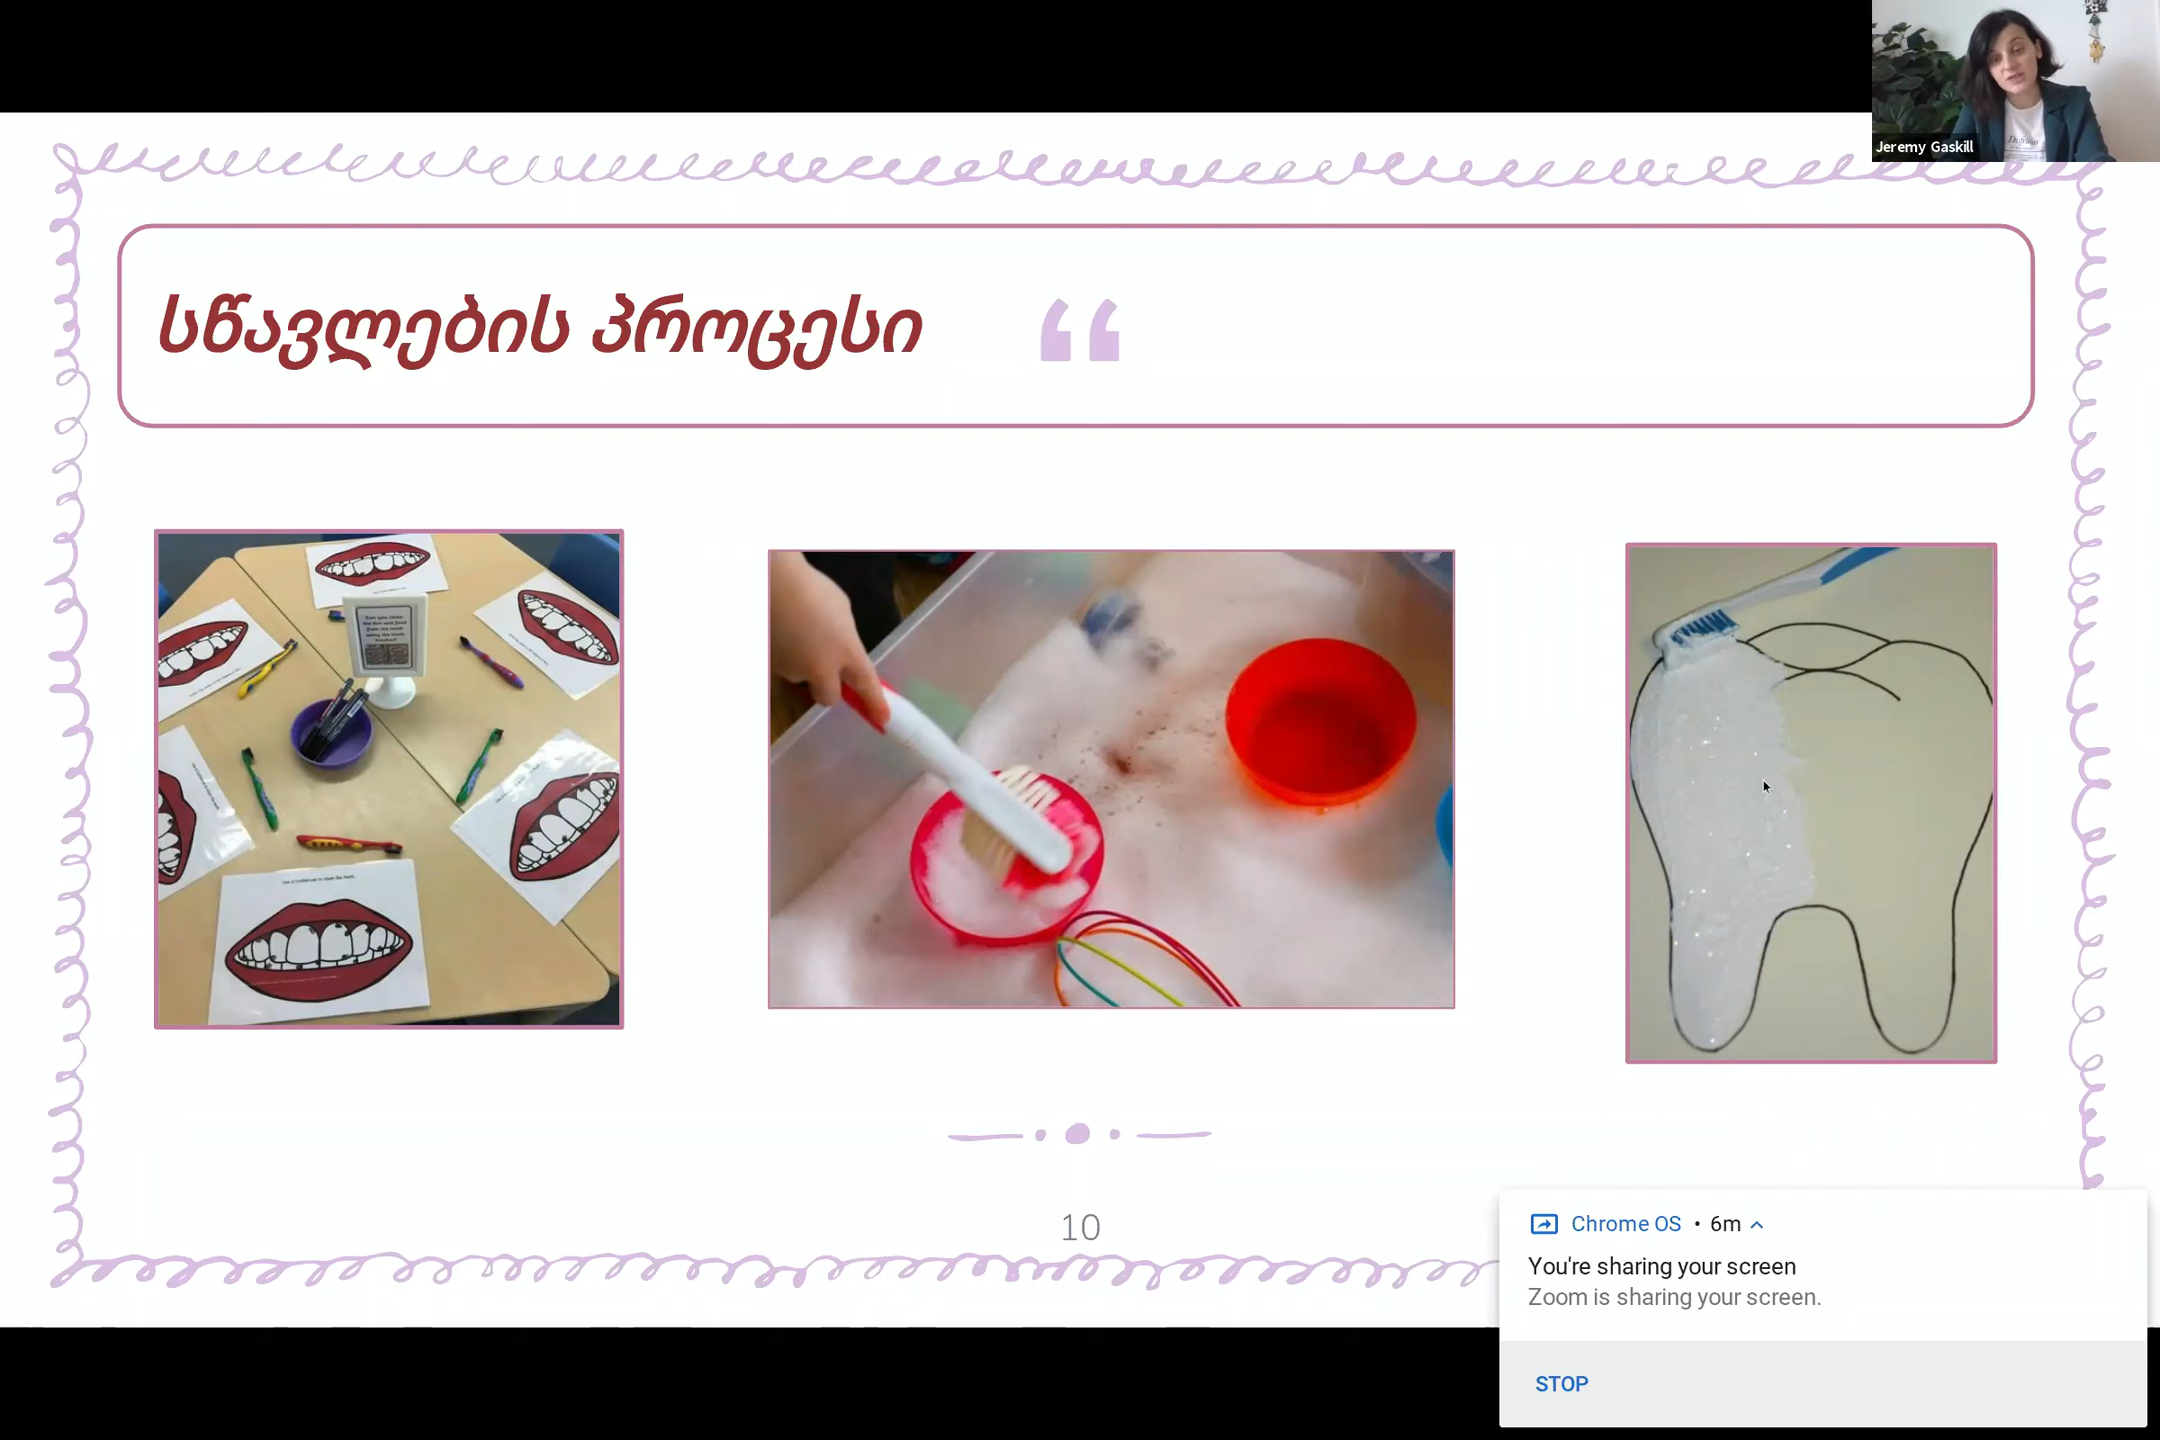 Jeremy Gaskill
სწავლების პროცესი
“
10
Chrome OS • 6m
You're sharing your screen
Zoom is sharing your screen.
STOP